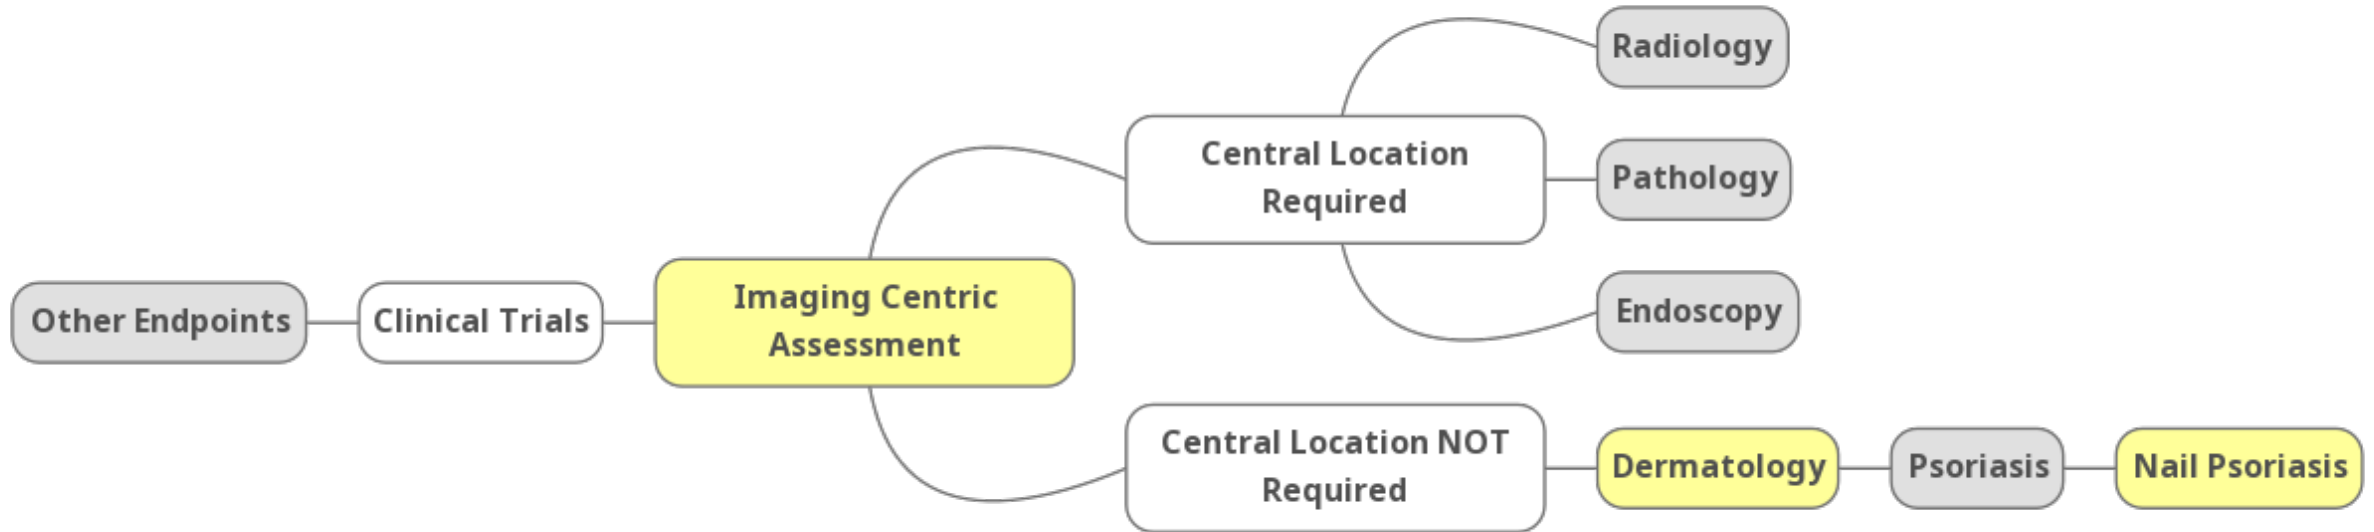 Radiology
Central Location
Required
Pathology
Endoscopy
Other Endpoints
Clinical Trials
Imaging Centric
Assessment
Central Location NOT
Required
Dermatology
Psoriasis
Nail Psoriasis